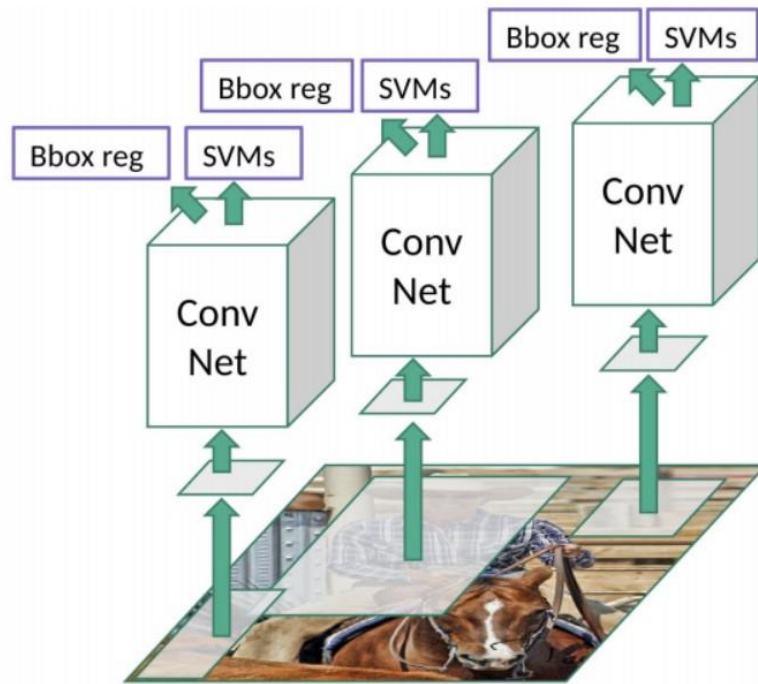 Bbox reg
SVMs
Bbox reg
SVMs
Bbox reg
SVMs
Conv
Net
Conv
Net
Conv
Net